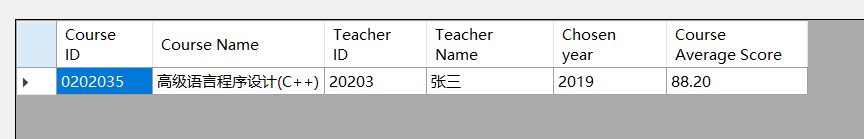 Course ID
Course Name
Teacher ID
Teacher Name
Chosen year
Course Average Score
0202035
高级语言程序设计(C++)
20203
张三
2019
88.20